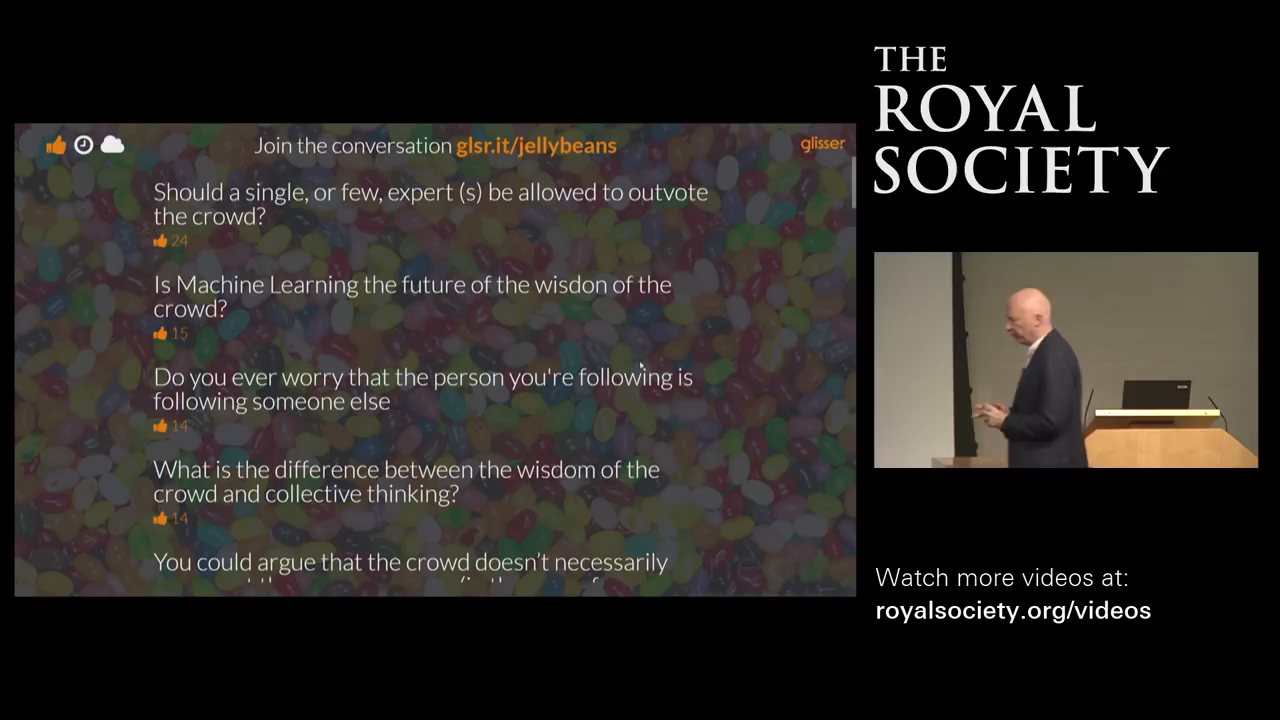 Join the conversation glsr.it/jellybeans
glisser
Should a single, or few, expert (s) be allowed to outvote
the crowd?
24
Is Machine Learning the future of the wisdon of the
crowd?
15
Do you ever worry that the person you're following is
following someone else
14
What is the difference between the wisdom of the
crowd and collective thinking?
14
You could argue that the crowd doesn't necessarily
THE
ROYAL
SOCIETY
Watch more videos at:
royalsociety.org/videos